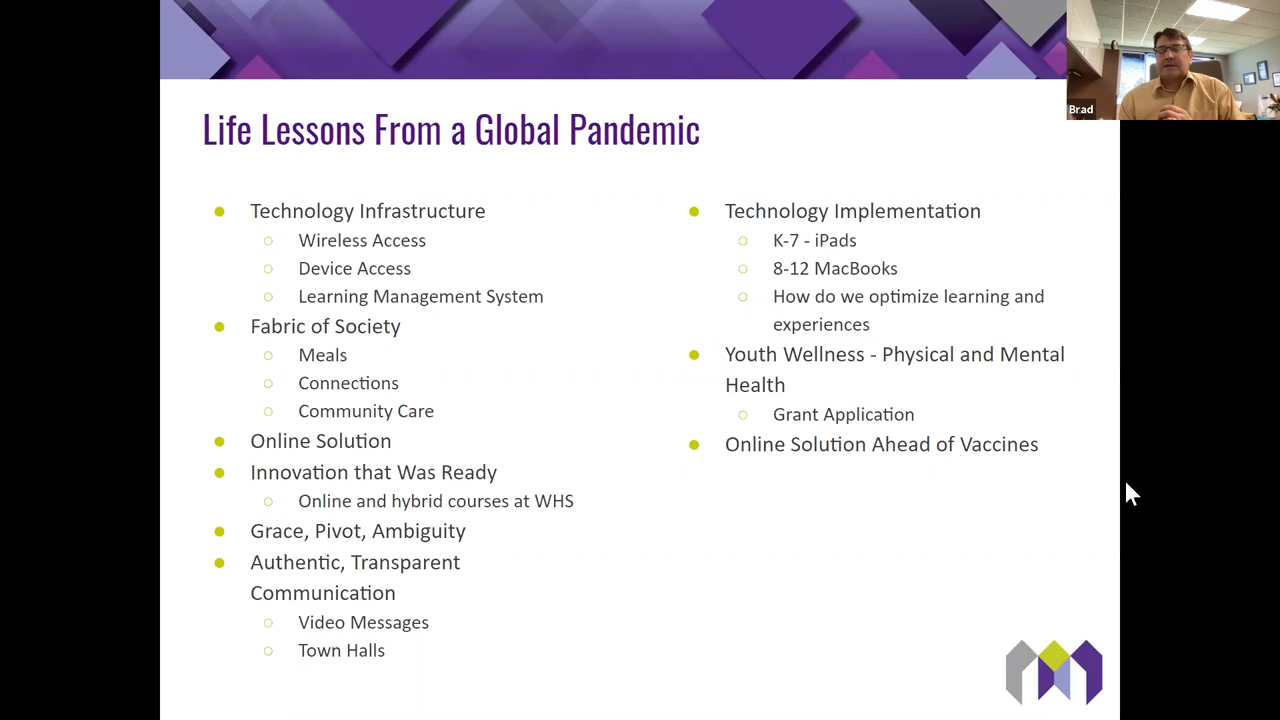 Life Lessons From a Global Pandemic
Technology Infrastructure
Wireless Access
Device Access
Learning Management System
Fabric of Society
Meals
Connections
Community Care
Online Solution
Innovation that Was Ready
Online and hybrid courses at WHS
Grace, Pivot, Ambiguity
Authentic, Transparent
Communication
Video Messages
Town Halls
Technology Implementation
K-7 - iPads
8-12 MacBooks
How do we optimize learning and
experiences
Youth Wellness - Physical and Mental
Health
Grant Application
Online Solution Ahead of Vaccines
Brad